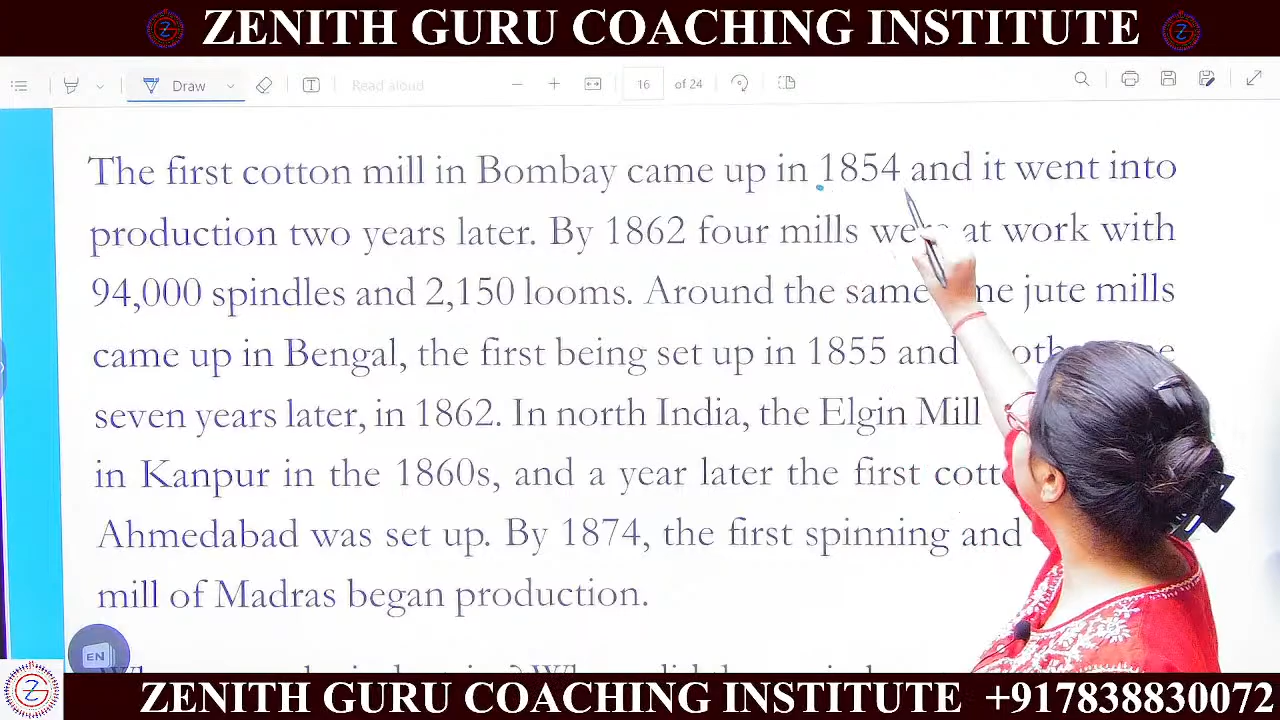 ZENITH GURU COACHING INSTITUTE
Draw
Read aloud
16 of 24
The first cotton mill in Bombay came up in 1854 and it went into
production two years later. By 1862 four mills were at work with
94,000 spindles and 2,150 looms. Around the same time jute mills
came up in Bengal, the first being set up in 1855 and
seven years later, in 1862. In north India, the Elgin Mill
in Kanpur in the 1860s, and a year later the first
Ahmedabad was set up. By 1874, the first spinning and
mill of Madras began production.
EN
ZENITH GURU COACHING INSTITUTE +917838830072